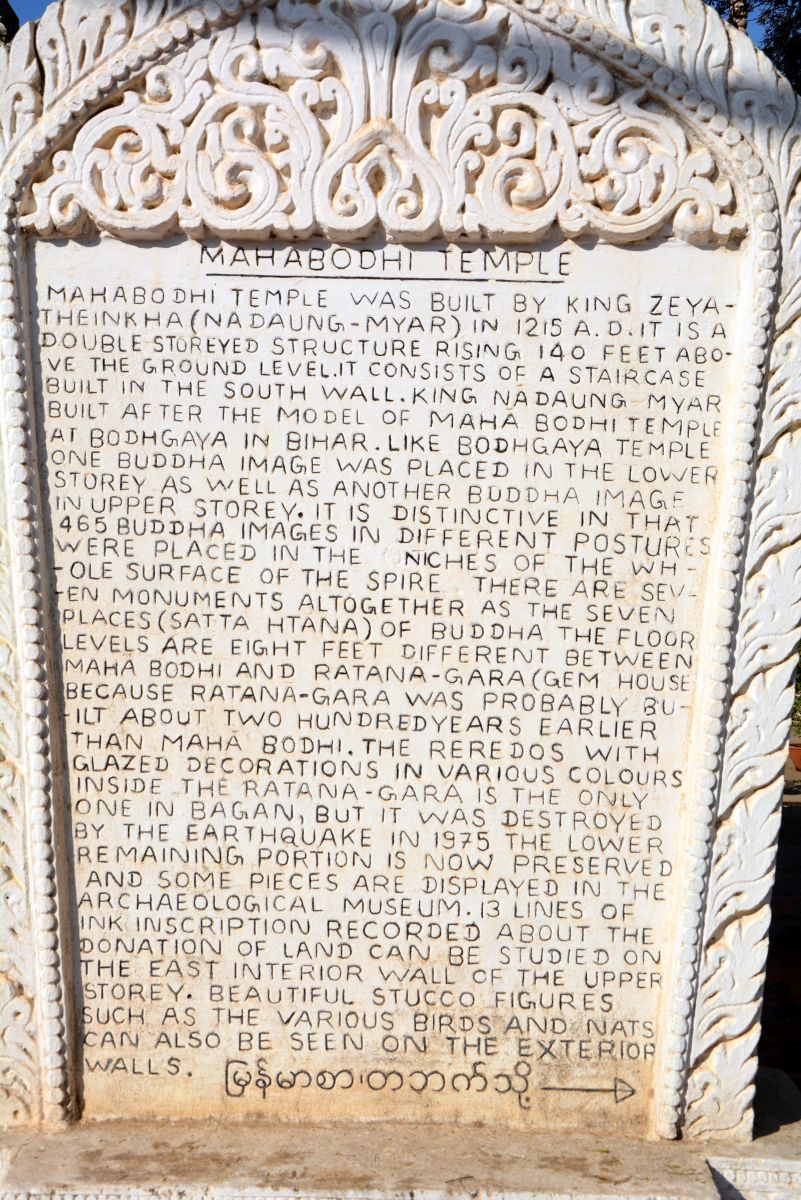 MAHABODHI TEMPLE
MAHABODHI TEMPLE WAS BUILT BY KING ZEYA-
THEINKHA (NADAUNG-MYAR) IN 1215 A.D. IT IS A
DOUBLE-STOREYED STRUCTURE RISING 140 FEET ABO-
VE THE GROUND LEVEL. IT CONSISTS OF A STAIRCASE
BUILT IN THE SOUTH WALL. KING NADAUNG-MYAR
BUILT AFTER THE MODEL OF MAHA BODHI TEMPLE
AT BODHGAYA IN BIHAR. LIKE BODHGAYA TEMPLE
ONE BUDDHA IMAGE WAS PLACED IN THE LOWER
STOREY AS WELL AS ANOTHER BUDDHA IMAGE
IN UPPER STOREY. IT IS DISTINCTIVE IN THAT
465 BUDDHA IMAGES IN DIFFERENT POSTURES
WERE PLACED IN THE NICHES OF THE WH-
-OLE SURFACE OF THE SPIRE THERE ARE SEV-
-EN MONUMENTS ALTOGETHER AS THE SEVEN
PLACES (SATTA HTANA) OF BUDDHA THE FLOOR
LEVELS ARE EIGHT FEET DIFFERENT BETWEEN
MAHA BODHI AND RATANA-GARA (GEM HOUSE
BECAUSE RATANA-GARA WAS PROBABLY BU-
-ILT ABOUT TWO HUNDREDYEARS EARLIER
THAN MAHA BODHI. THE REREDOS WITH
GLAZED DECORATIONS IN VARIOUS COLOURS
INSIDE THE RATANA-GARA IS THE ONLY
ONE IN BAGAN, BUT IT WAS DESTROYED
BY THE EARTHQUAKE IN 1975 THE LOWER
REMAINING PORTION IS NOW PRESERVED
AND SOME PIECES ARE DISPLAYED IN THE
ARCHAEOLOGICAL MUSEUM. 13 LINES OF
INK INSCRIPTION RECORDED ABOUT THE
DONATION OF LAND CAN BE STUDIED ON
THE EAST INTERIOR WALL OF THE UPPER
STOREY. BEAUTIFUL STUCCO FIGURES
SUCH AS THE VARIOUS BIRDS AND NATS
CAN ALSO BE SEEN ON THE EXTERIOR
WALLS. မြန်မာစာ၊တဘက်သို့ →